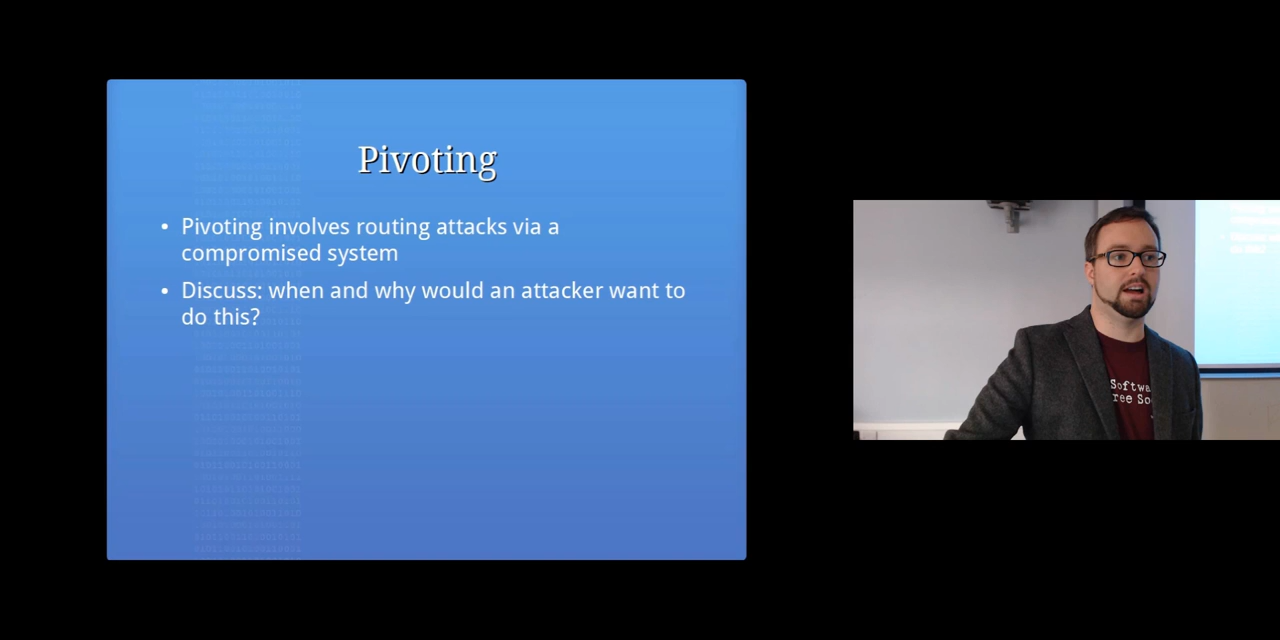 Pivoting
• Pivoting involves routing attacks via a
compromised system
• Discuss: when and why would an attacker want to
do this?
Softwa
ree So